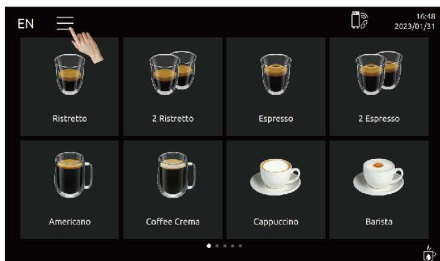 EN
16:48
2023/01/31
Ristretto
2 Ristretto
Espresso
2 Espresso
Americano
Coffee Crema
Cappuccino
Barista